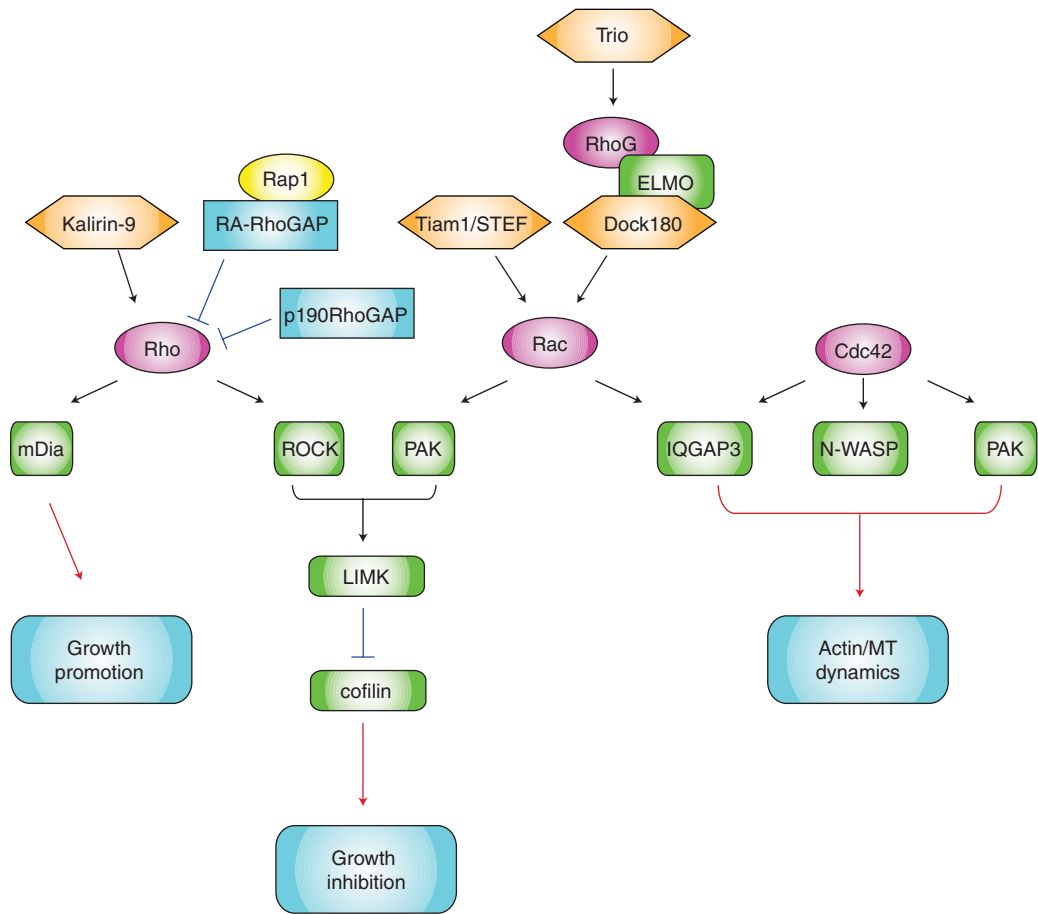 Trio
RhoG
ELMO
Rap1
Kalirin-9
RA-RhoGAP
Tiam1/STEF
Dock180
p190RhoGAP
Rho
Rac
Cdc42
mDia
ROCK
PAK
IQGAP3
N-WASP
PAK
LIMK
Growth
promotion
Actin/MT
dynamics
cofilin
Growth
inhibition